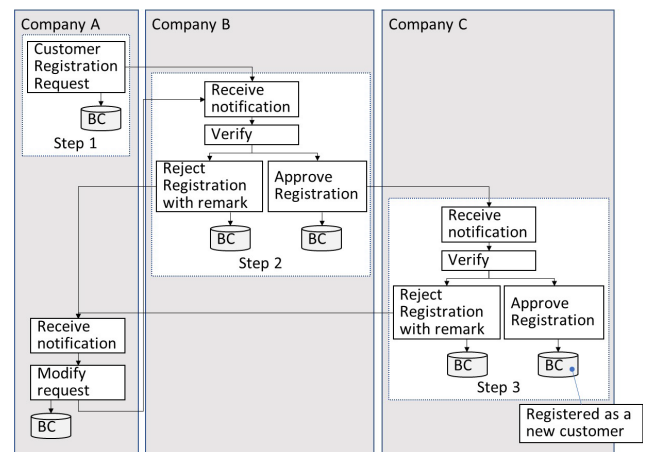 Company A
Customer
Registration
Request
BC
Step 1
Receive
notification
Modify
request
BC
Company B
Receive
notification
Verify
Reject
Registration
with remark
Approve
Registration
BC
BC
Step 2
Company C
Receive
notification
Verify
Reject
Registration
with remark
Approve
Registration
BC
BC
Step 3
Registered as a
new customer